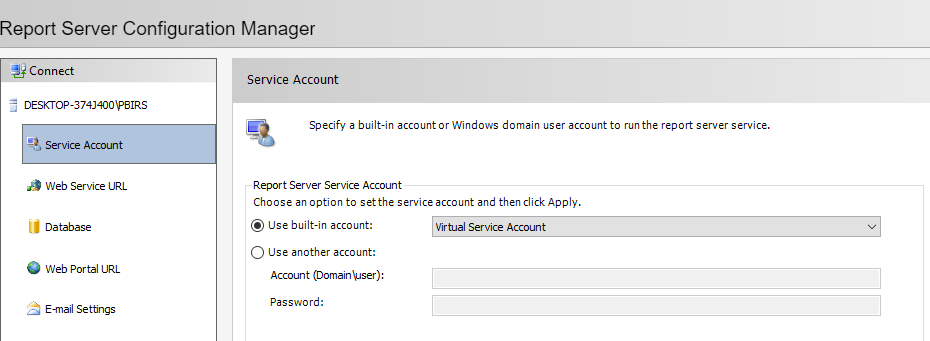 Report Server Configuration Manager
Connect
Service Account
DESKTOP-374J400\PBIRS
Service Account
Specify a built-in account or Windows domain user account to run the report server service.
Web Service URL
Report Server Service Account
Choose an option to set the service account and then click Apply.
Database
Use built-in account:
Virtual Service Account
Use another account:
Web Portal URL
Account (Domain\user):
Password:
E-mail Settings